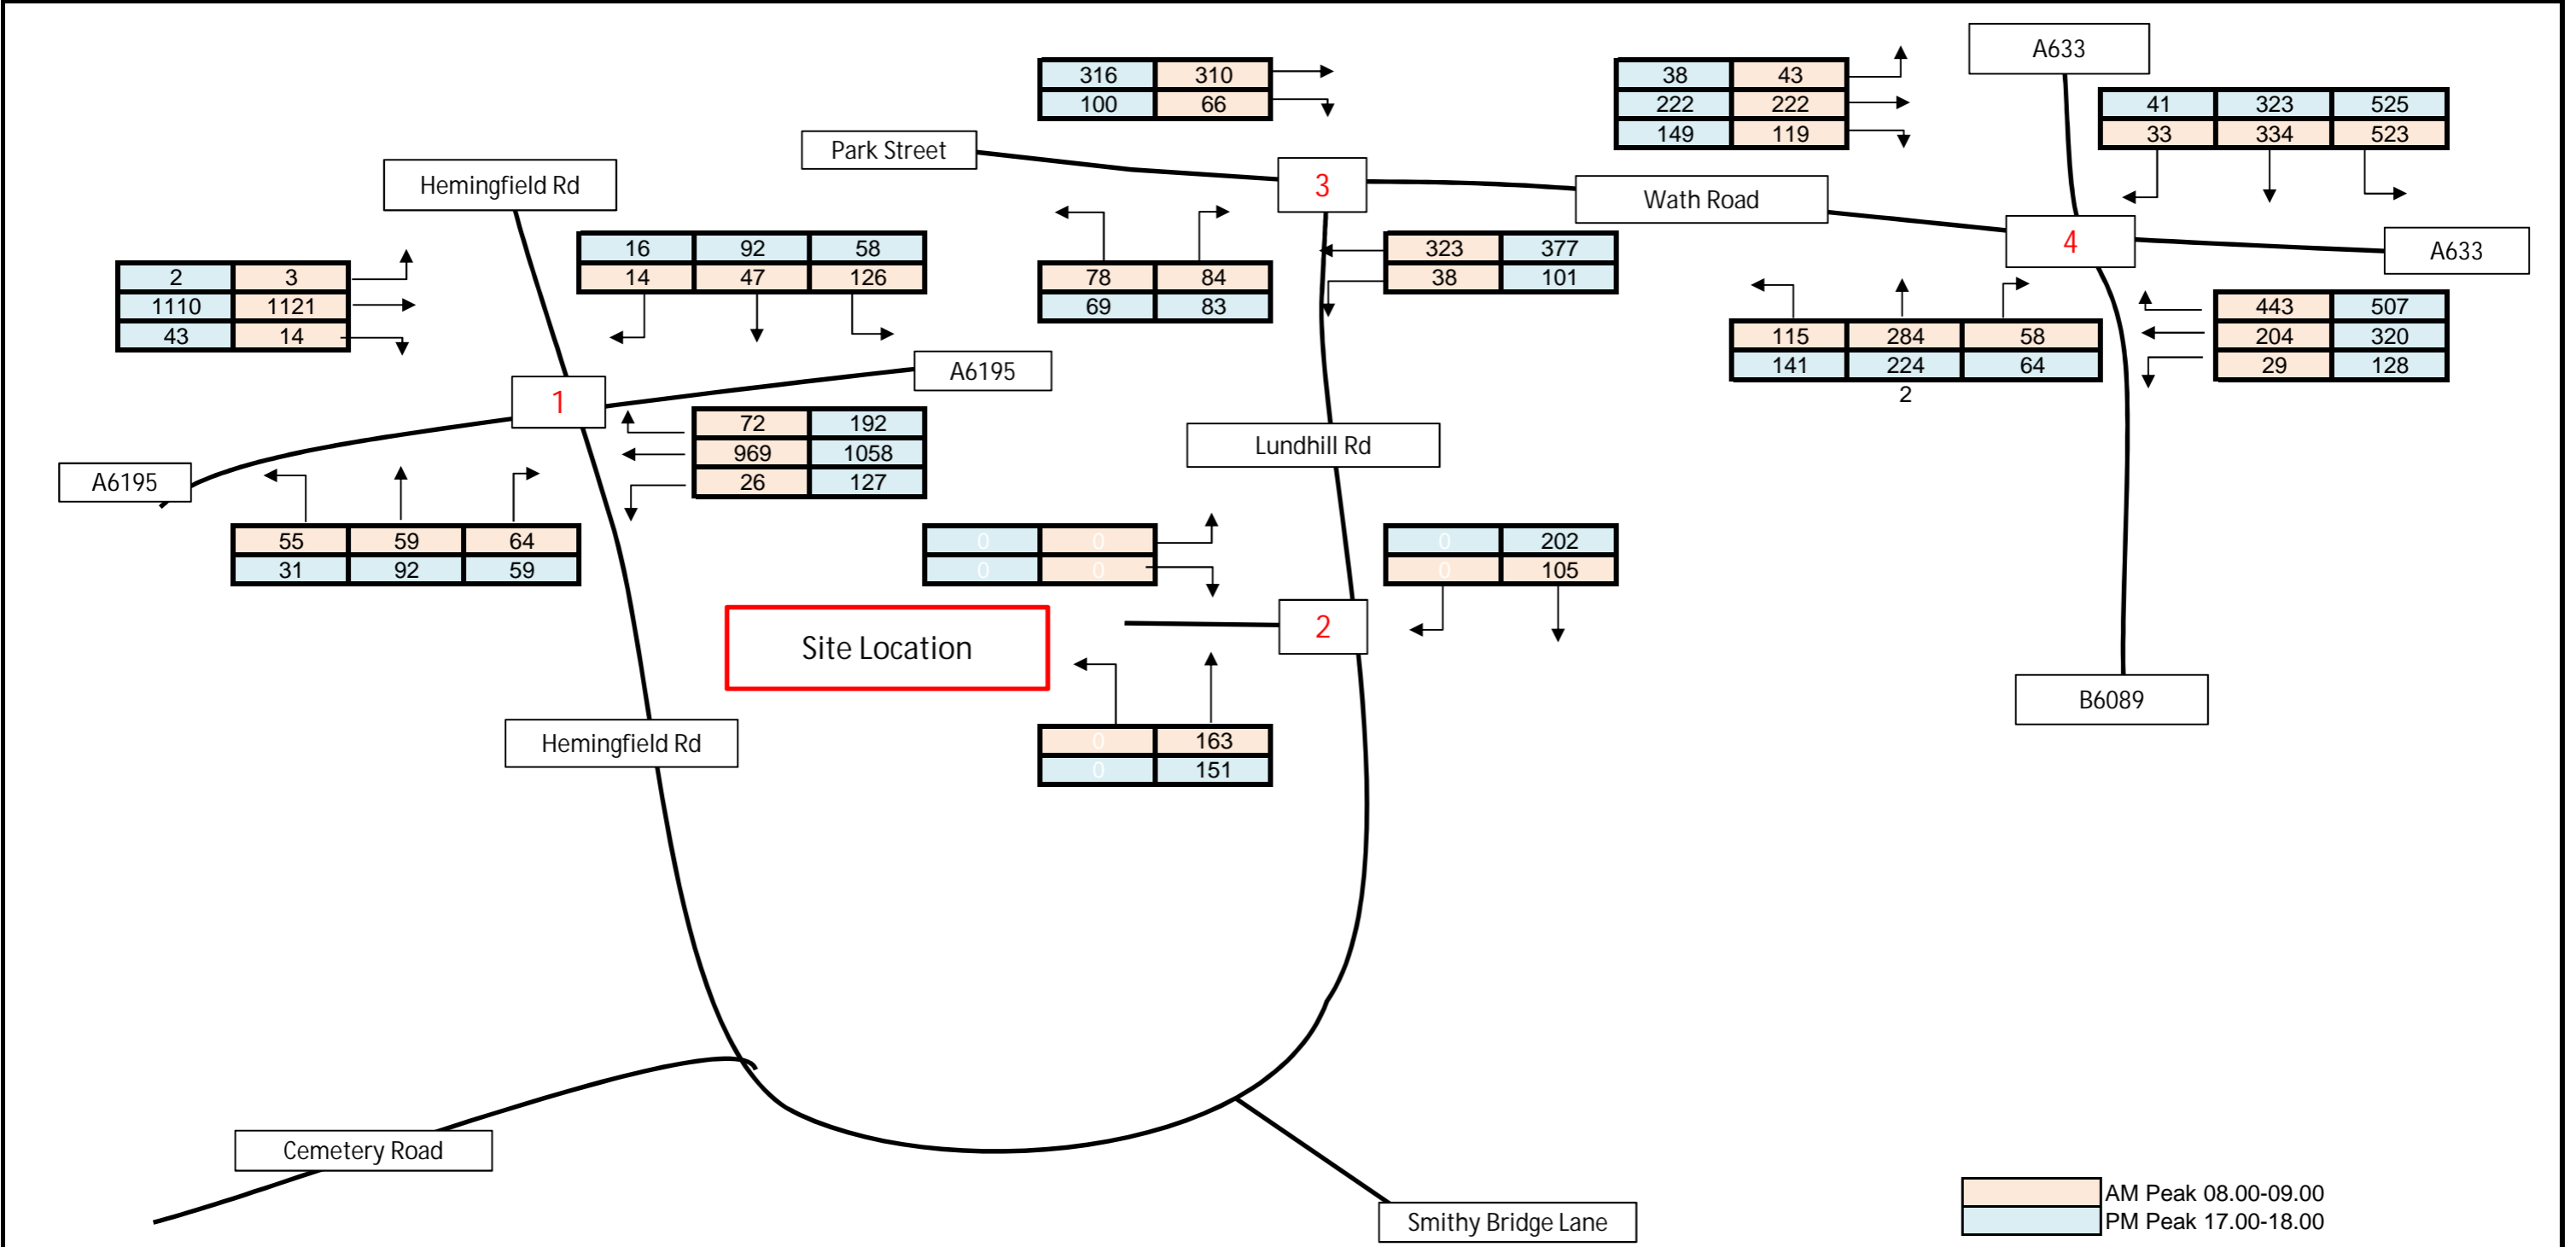 A633
316 310
100 66
38 43
222 222
149 119
41 323 525
33 334 523
Park Street
Hemingfield Rd
3
Wath Road
4
A633
16 92 58
14 47 126
2 3
1110 1121
43 14
78 84
69 83
323 377
38 101
443 507
204 320
29 128
115 284 58
141 224 64
2
A6195
1
72 192
969 1058
26 127
Lundhill Rd
A6195
55 59 64
31 92 59
0 0
0 0
0 202
0 105
2
Site Location
B6089
Hemingfield Rd
0 163
0 151
Cemetery Road
Smithy Bridge Lane
AM Peak 08.00-09.00
PM Peak 17.00-18.00